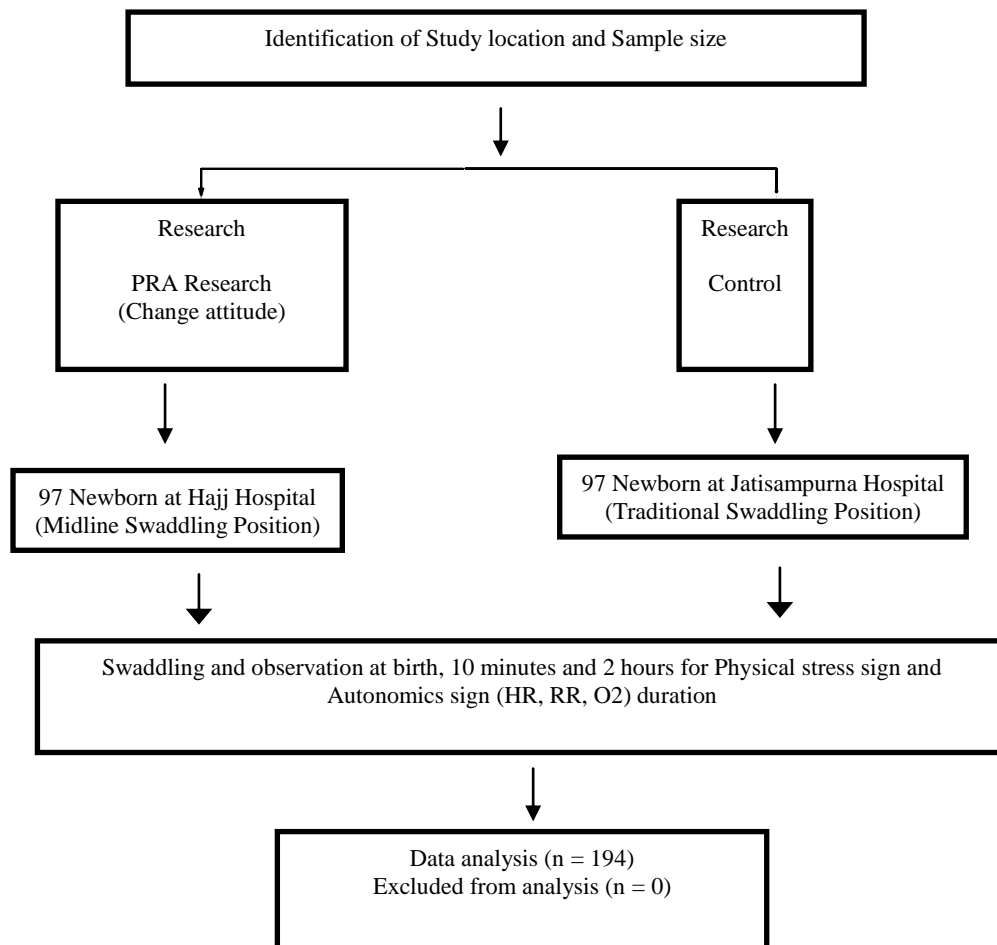 Identification of Study location and Sample size
Research
PRA Research
(Change attitude)
Research
Control
97 Newborn at Hajj Hospital
(Midline Swaddling Position)
97 Newborn at Jatisampurna Hospital
(Traditional Swaddling Position)
Swaddling and observation at birth, 10 minutes and 2 hours for Physical stress sign and
Autonomics sign (HR, RR, O2) duration
Data analysis (n = 194)
Excluded from analysis (n = 0)